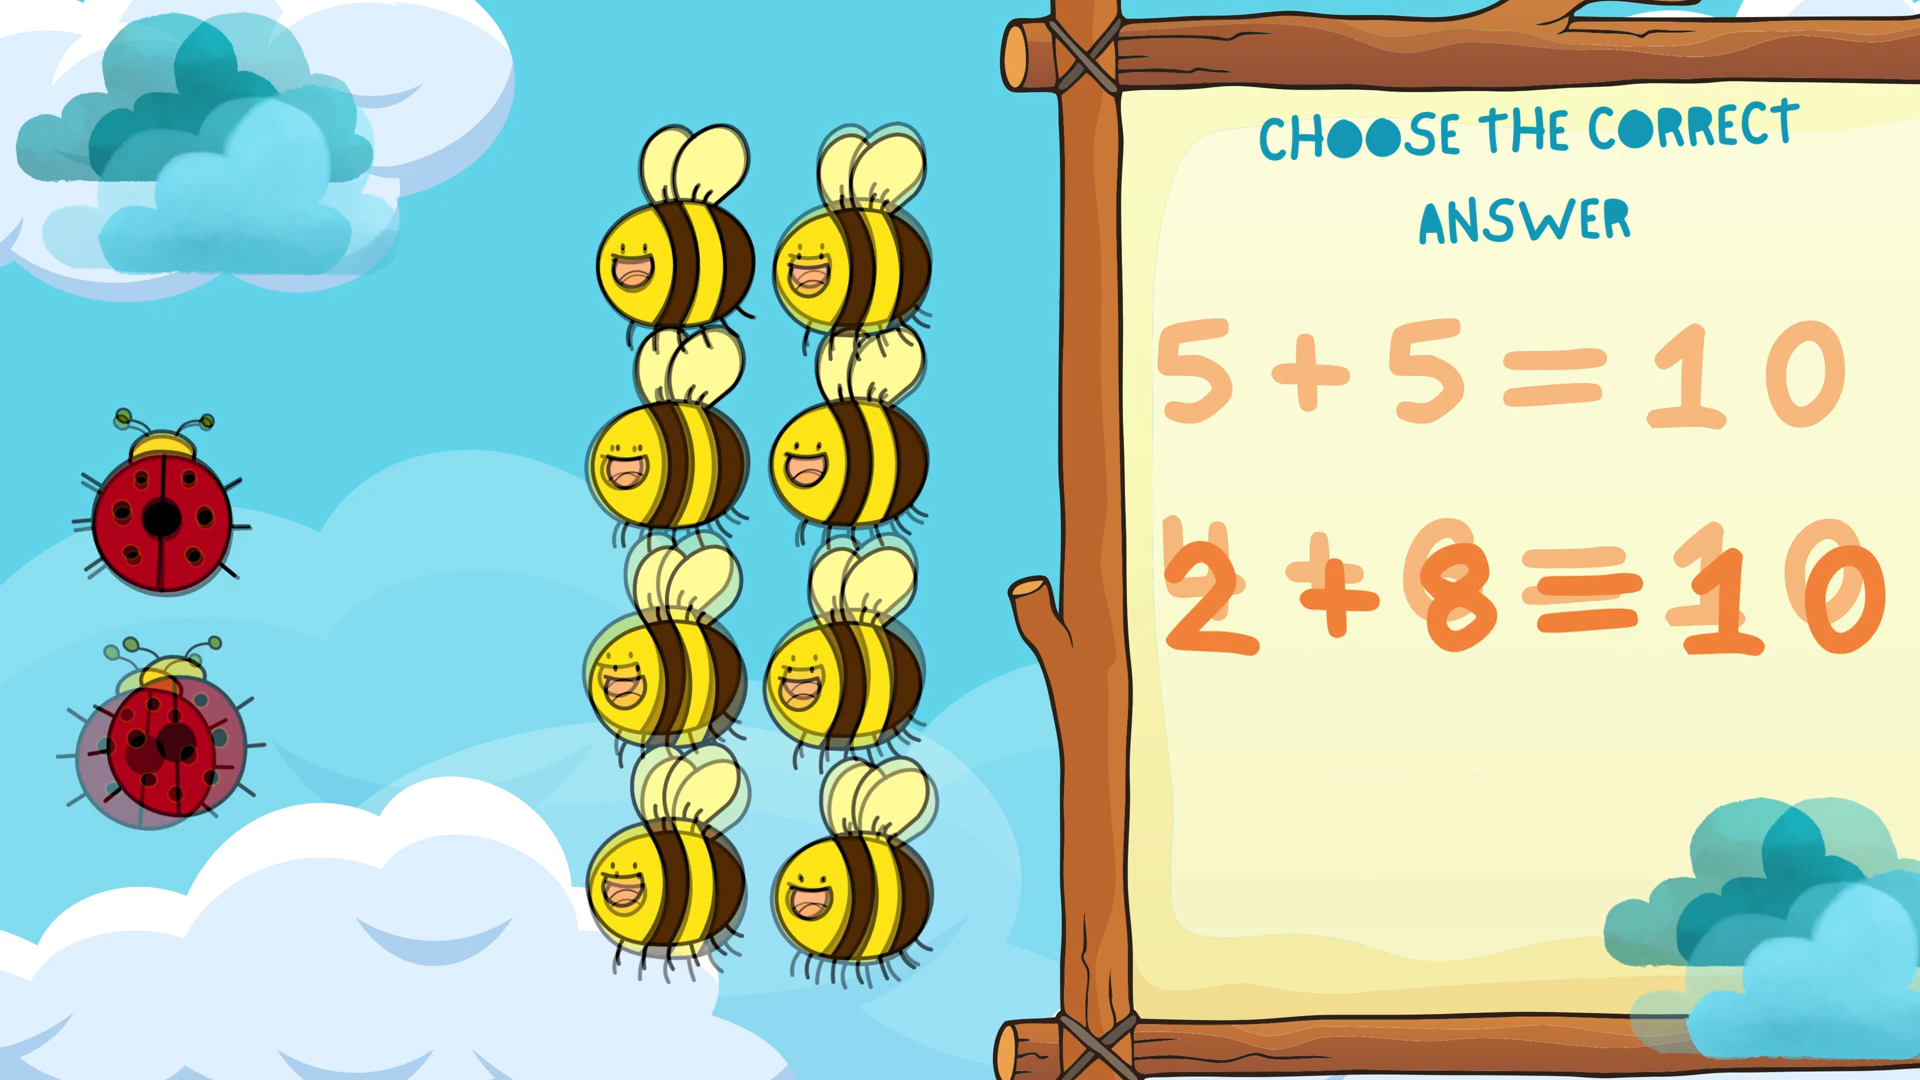 CHOOSE THE CORRECT
ANSWER
5 + 5 = 10
2 + 8 = 10